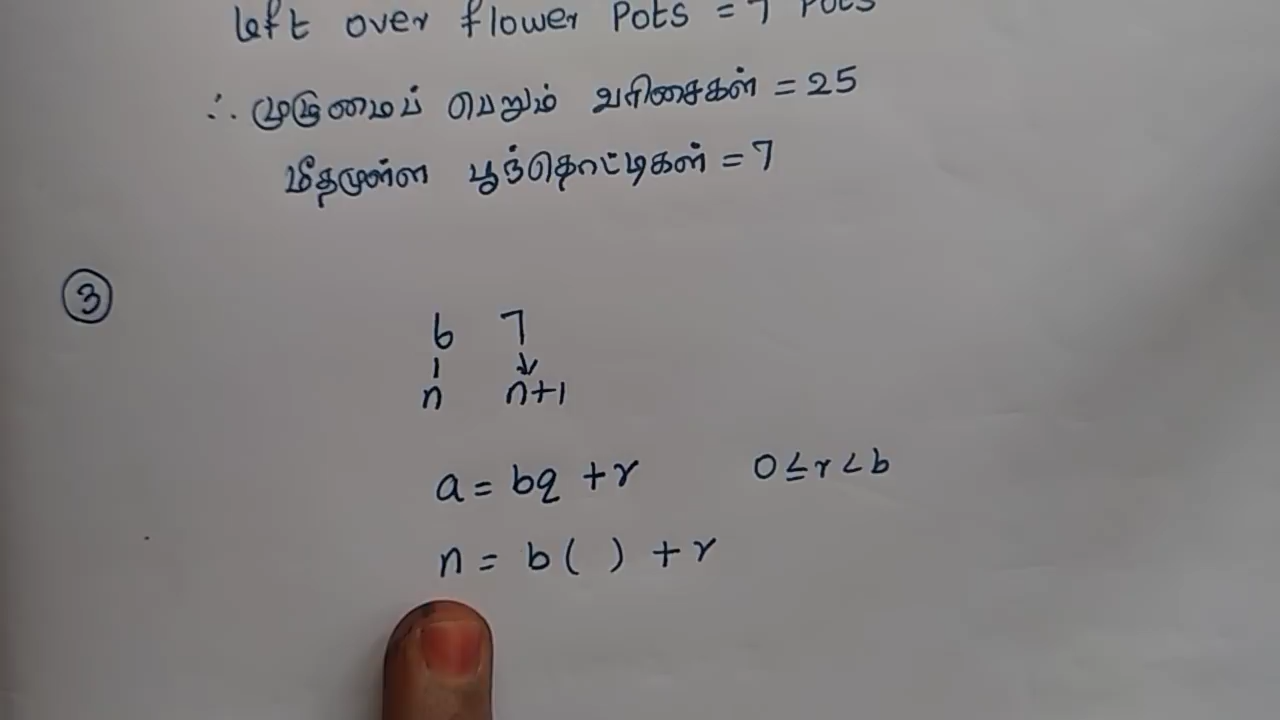 left over flower Pots = 7 Pots
∴ முழுமைப் பெறும் வரிசைகள் = 25
மீதமுள்ள பூந்தொட்டிகள் = 7
3
6 7
n n+1
a = bq + r 0 ≤ r < b
n = b ( ) + r